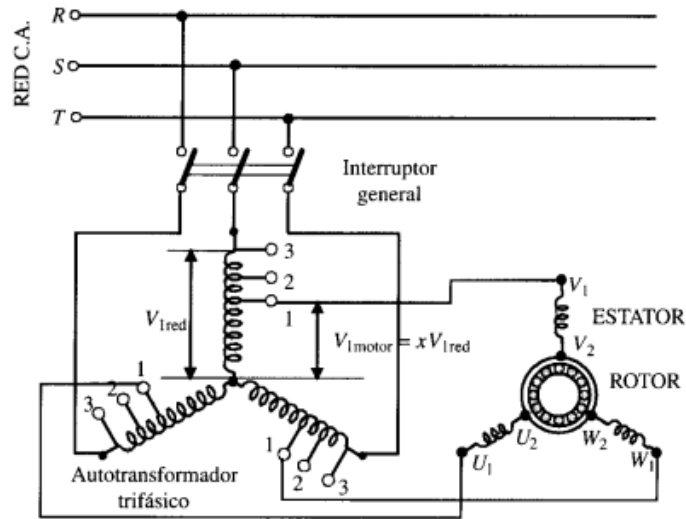 RED C.A.
R
S
T
Interruptor
general
3
2
1
V1red
V1motor = xV1red
V1
ESTATOR
V2
ROTOR
1
2
3
1
2
3
U1
U2
W2
W1
Autotransformador
trifásico